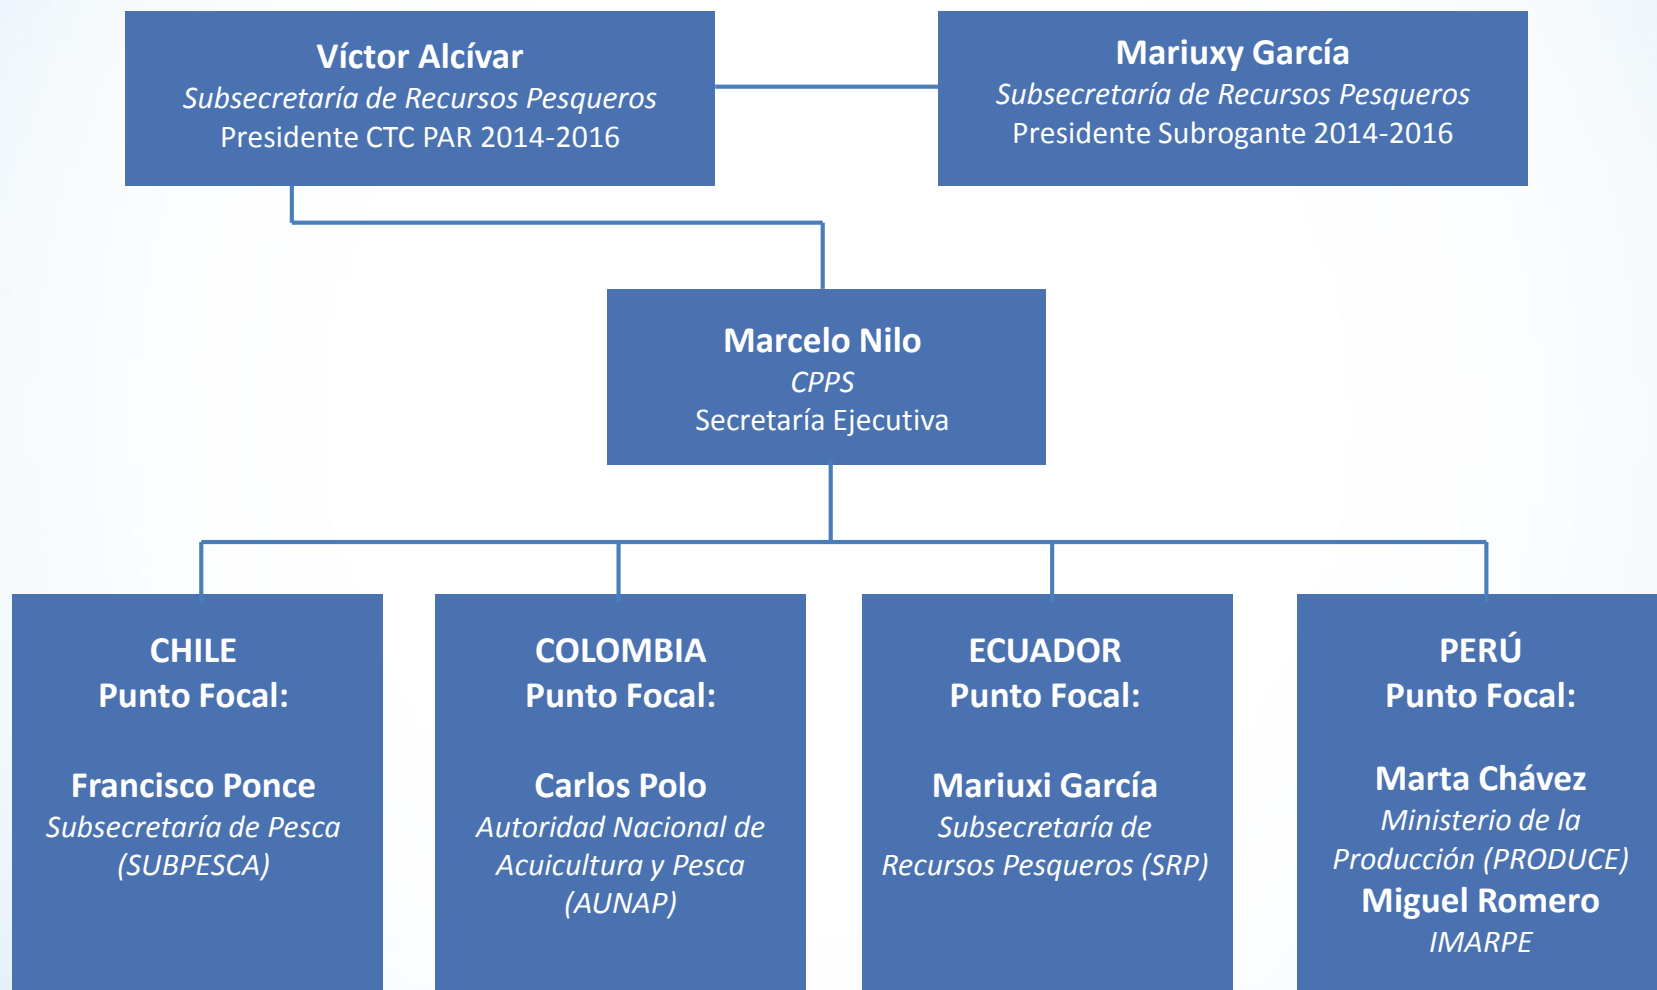 Víctor Alcívar
Subsecretaría de Recursos Pesqueros
Presidente CTC PAR 2014-2016
Mariuxy García
Subsecretaría de Recursos Pesqueros
Presidente Subrogante 2014-2016
Marcelo Nilo
CPPS
Secretaría Ejecutiva
CHILE
Punto Focal:
Francisco Ponce
Subsecretaría de Pesca
(SUBPESCA)
COLOMBIA
Punto Focal:
Carlos Polo
Autoridad Nacional de
Acuicultura y Pesca
(AUNAP)
ECUADOR
Punto Focal:
Mariuxi García
Subsecretaría de
Recursos Pesqueros (SRP)
PERÚ
Punto Focal:
Marta Chávez
Ministerio de la
Producción (PRODUCE)
Miguel Romero
IMARPE